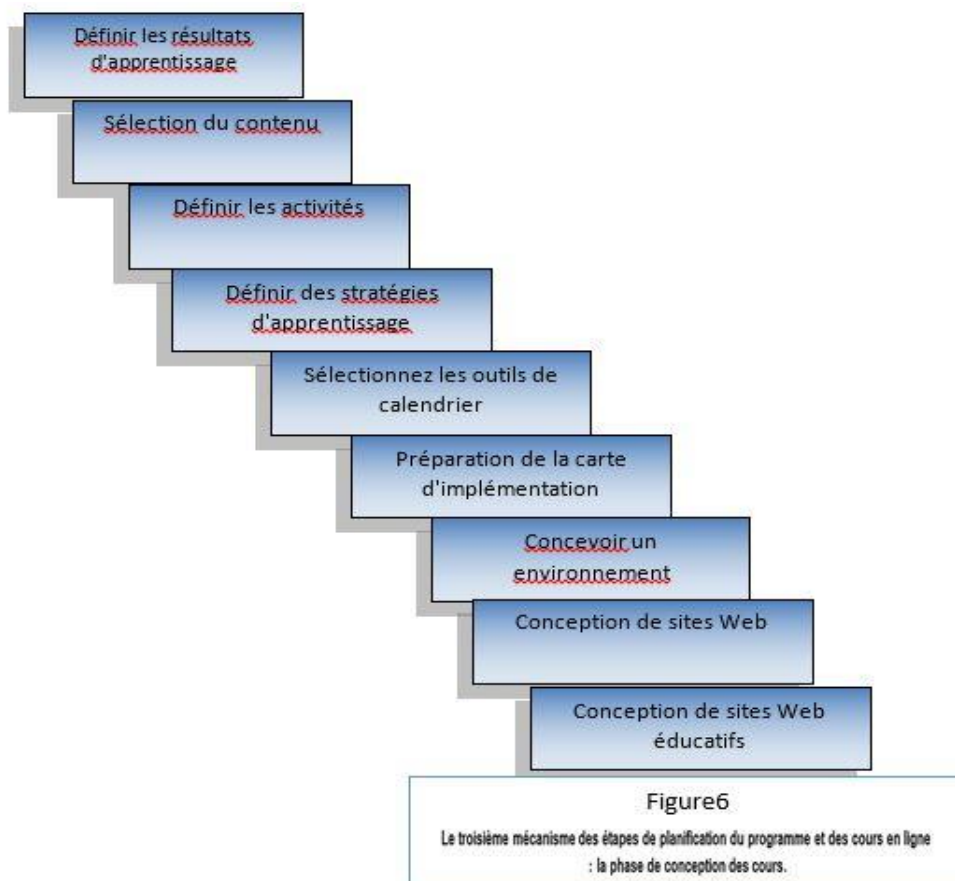 Définir les résultats
d'apprentissage
Sélection du contenu
Définir les activités
Définir des stratégies
d'apprentissage
Sélectionnez les outils de
calendrier
Préparation de la carte
d'implémentation
Concevoir un
environnement
Conception de sites Web
Conception de sites Web
éducatifs
Figure6
Le troisième mécanisme des étapes de planification du programme et des cours en ligne
: la phase de conception des cours.